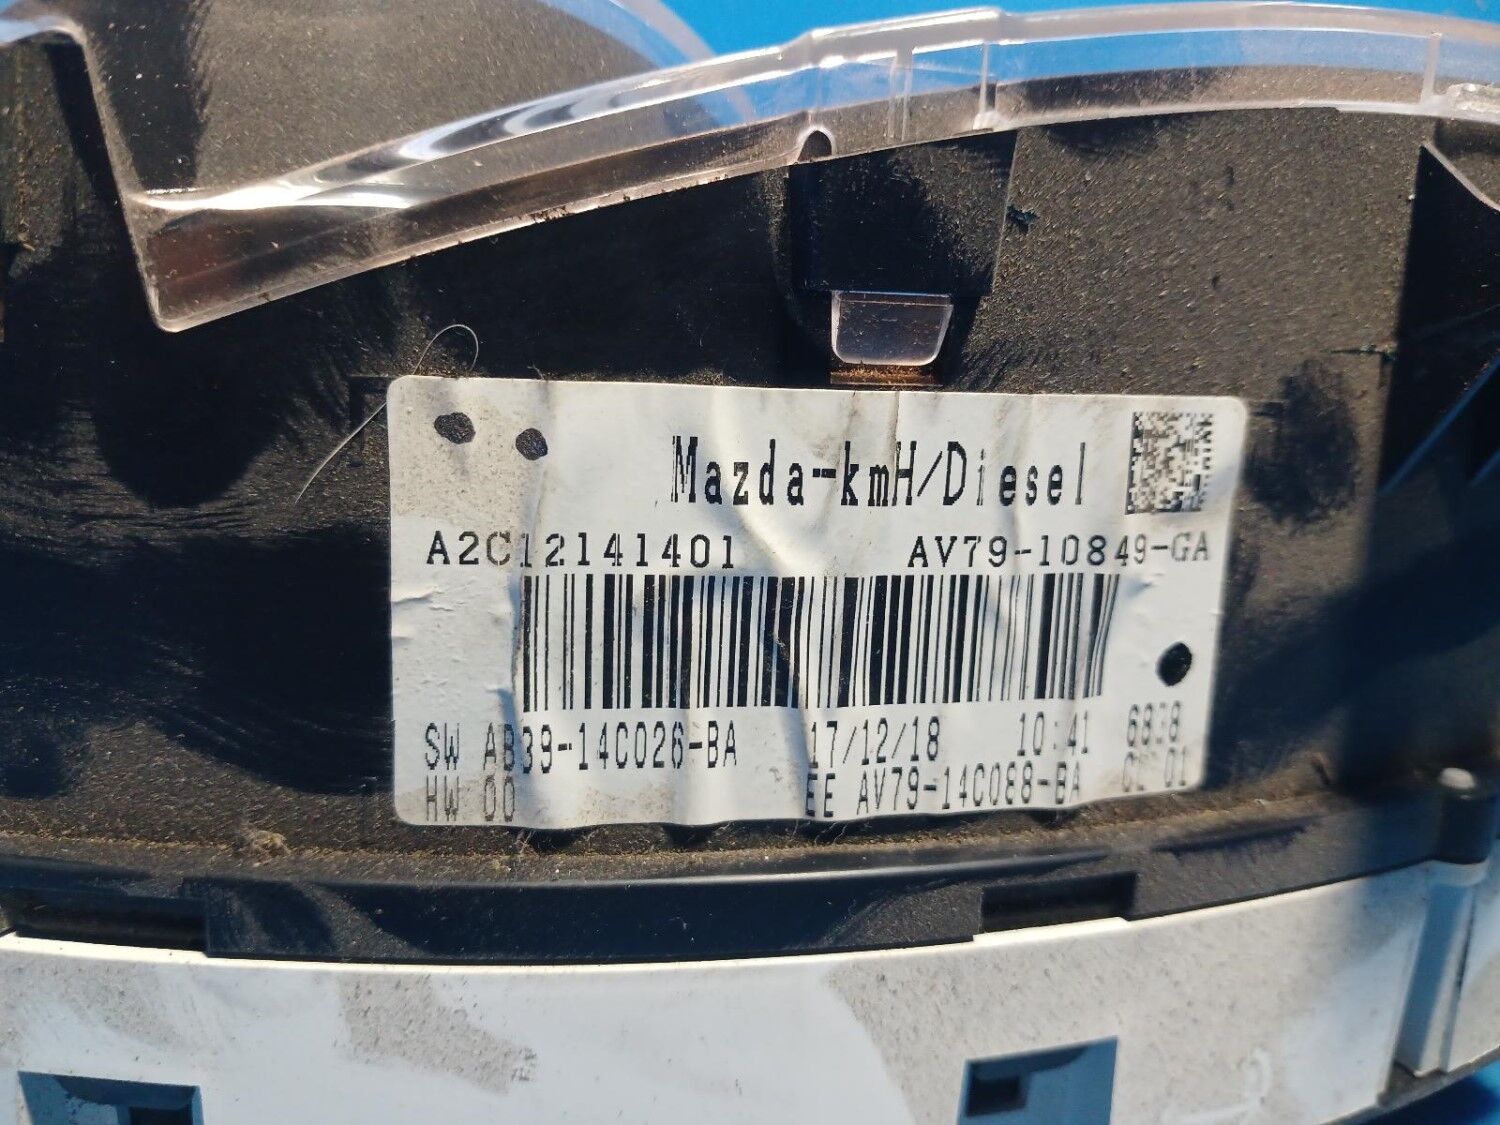 Mazda-kmH/Diesel
A2C12141401 AV79-10849-GA
SW AB39-14C026-BA 17/12/18 10:41
HW 00 EE AV79-14C088-BA 01